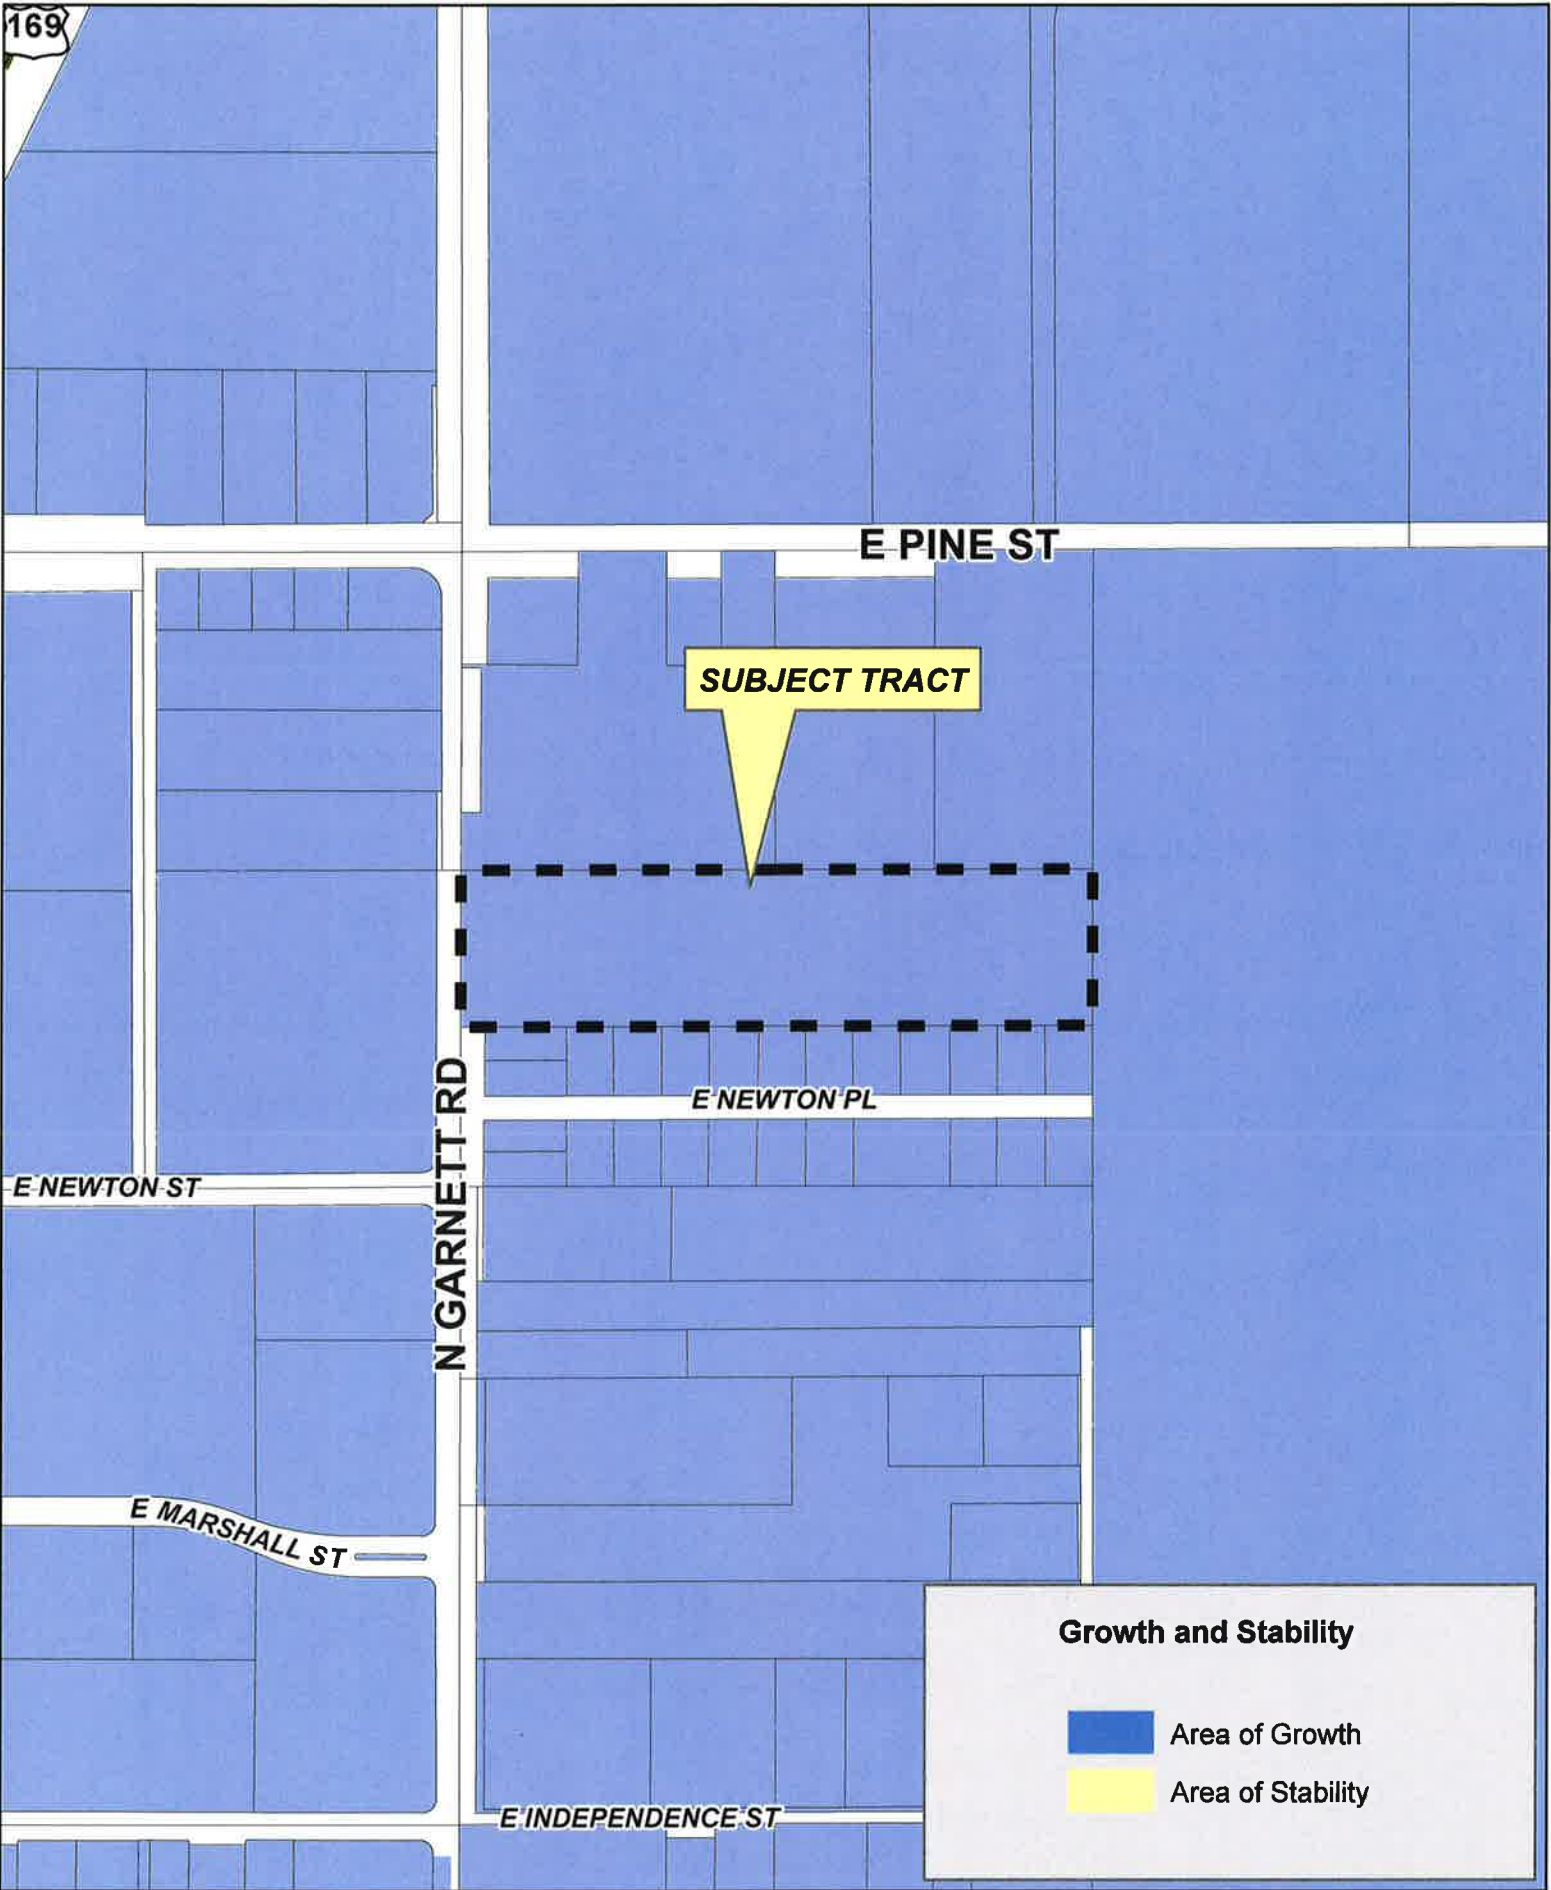 169
E PINE ST
SUBJECT TRACT
E NEWTON PL
E NEWTON ST
N GARNETT RD
E MARSHALL ST
Growth and Stability
Area of Growth
Area of Stability
E INDEPENDENCE ST